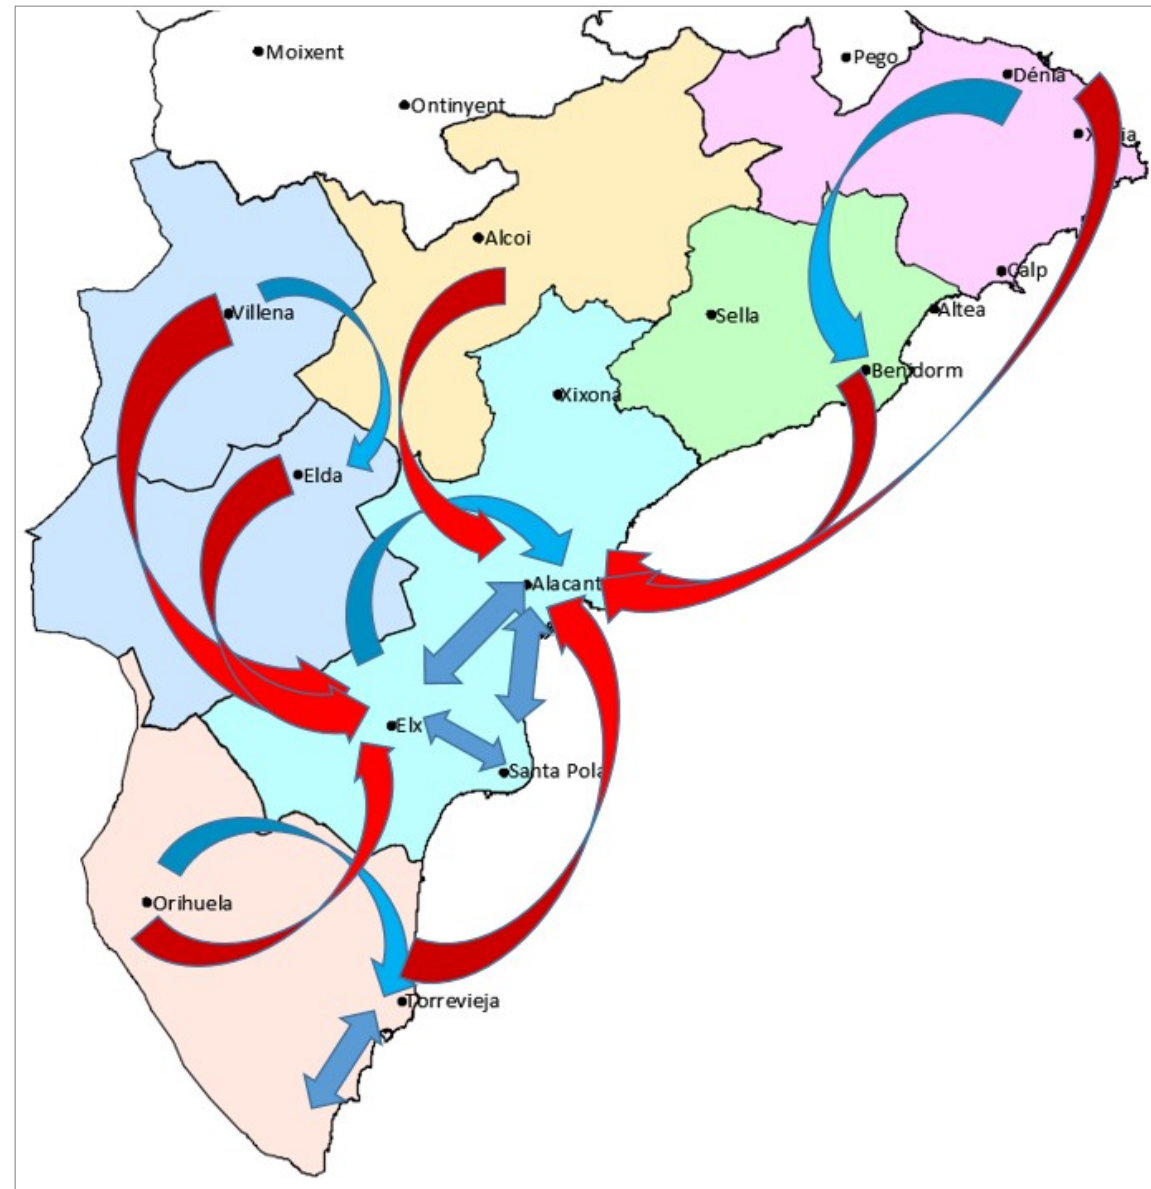 Moixent
Pego
Dénia
Ontinyent
Alcoi
Calp
Villena
Sella
Altea
Benidorm
Xixona
Elda
Alacant
Elx
Santa Pola
Orihuela
Torrevieja